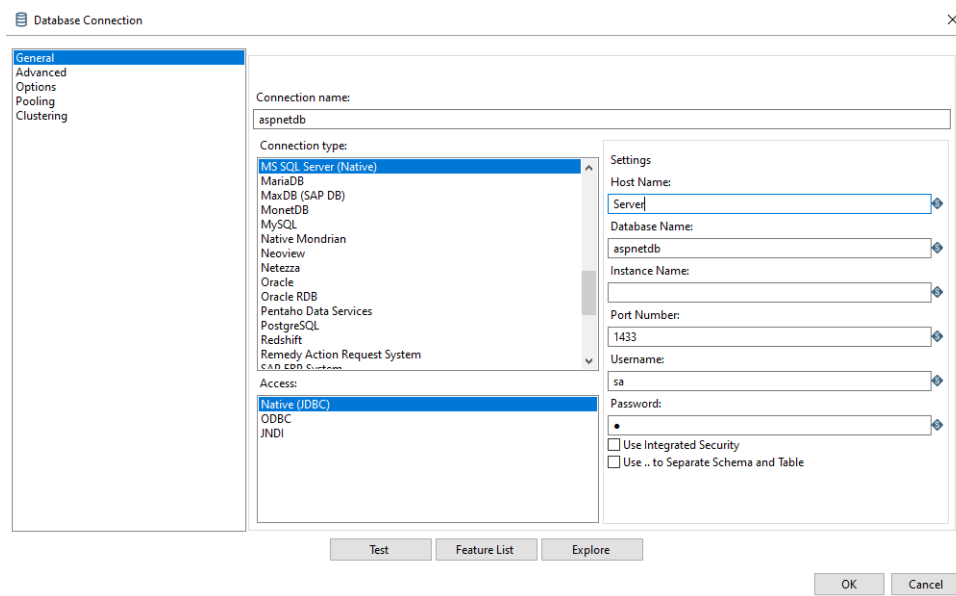 Database Connection
General
Advanced
Options
Pooling
Clustering
Connection name:
aspnetdb
Connection type:
MS SQL Server (Native)
MariaDB
MaxDB (SAP DB)
MonetDB
MySQL
Native Mondrian
Neoview
Netezza
Oracle
Oracle RDB
Pentaho Data Services
PostgreSQL
Redshift
Remedy Action Request System
SAP ERP System
Access:
Native (JDBC)
ODBC
JNDI
Settings
Host Name:
Server
Database Name:
aspnetdb
Instance Name:
Port Number:
1433
Username:
sa
Password:
●
Use Integrated Security
Use .. to Separate Schema and Table
Test
Feature List
Explore
OK
Cancel